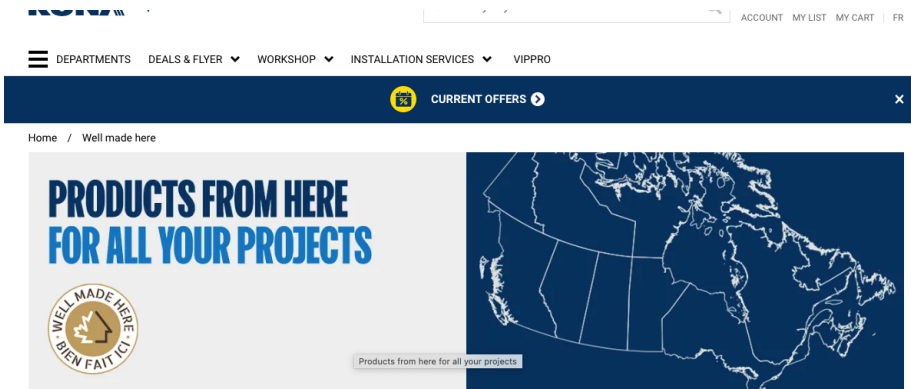 ACCOUNT MY LIST MY CART FR
DEPARTMENTS DEALS & FLYER WORKSHOP INSTALLATION SERVICES VIPPRO
% CURRENT OFFERS
Home / Well made here
PRODUCTS FROM HERE
FOR ALL YOUR PROJECTS
WELL MADE HERE
BIEN FAIT ICI
Products from here for all your projects